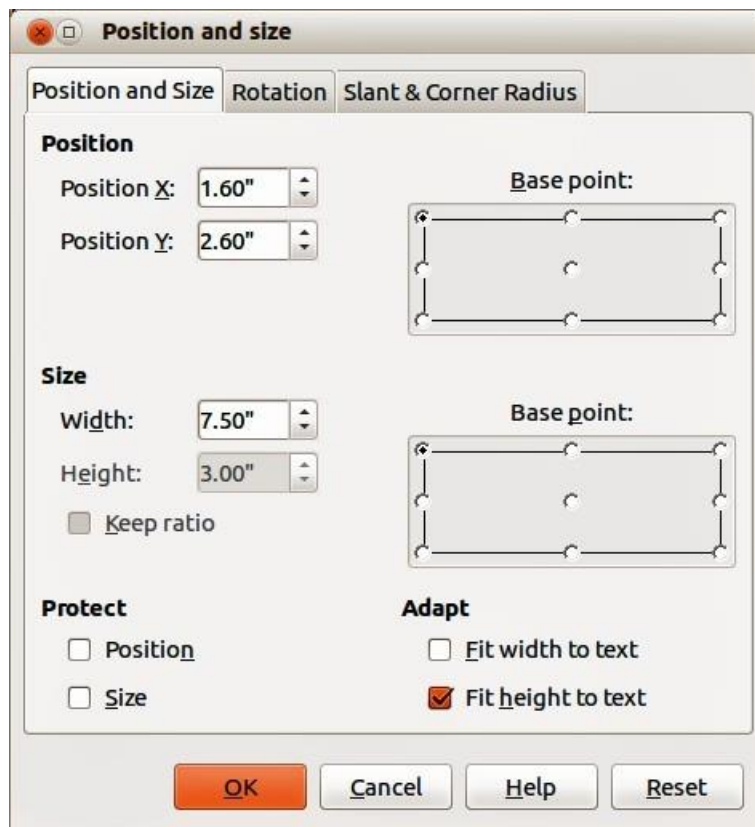 Position and size
Position and Size Rotation Slant & Corner Radius
Position
Position X: 1.60"
Base point:
Position Y: 2.60"
Size
Width: 7.50"
Base point:
Height: 3.00"
Keep ratio
Protect
Adapt
Position
Fit width to text
Size
Fit height to text
OK Cancel Help Reset